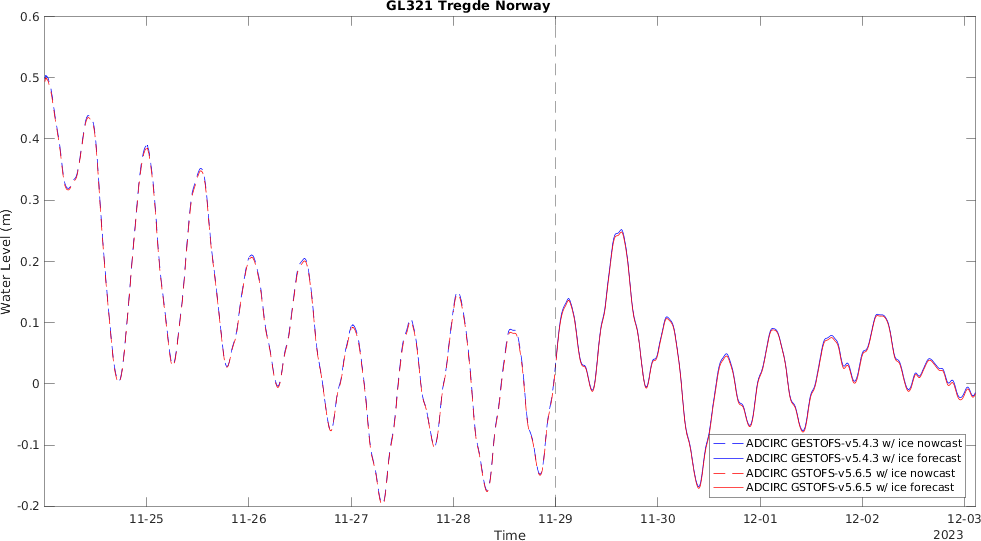 GL321 Tregde Norway
0.6
0.5
0.4
0.3
0.2
0.1
0
-0.1
-0.2
Water Level (m)
11-25 11-26 11-27 11-28 11-29 11-30 12-01 12-02 12-03
2023
Time
ADCIRC GESTOFS-v5.4.3 w/ ice nowcast
ADCIRC GESTOFS-v5.4.3 w/ ice forecast
ADCIRC GSTOFS-v5.6.5 w/ ice nowcast
ADCIRC GSTOFS-v5.6.5 w/ ice forecast